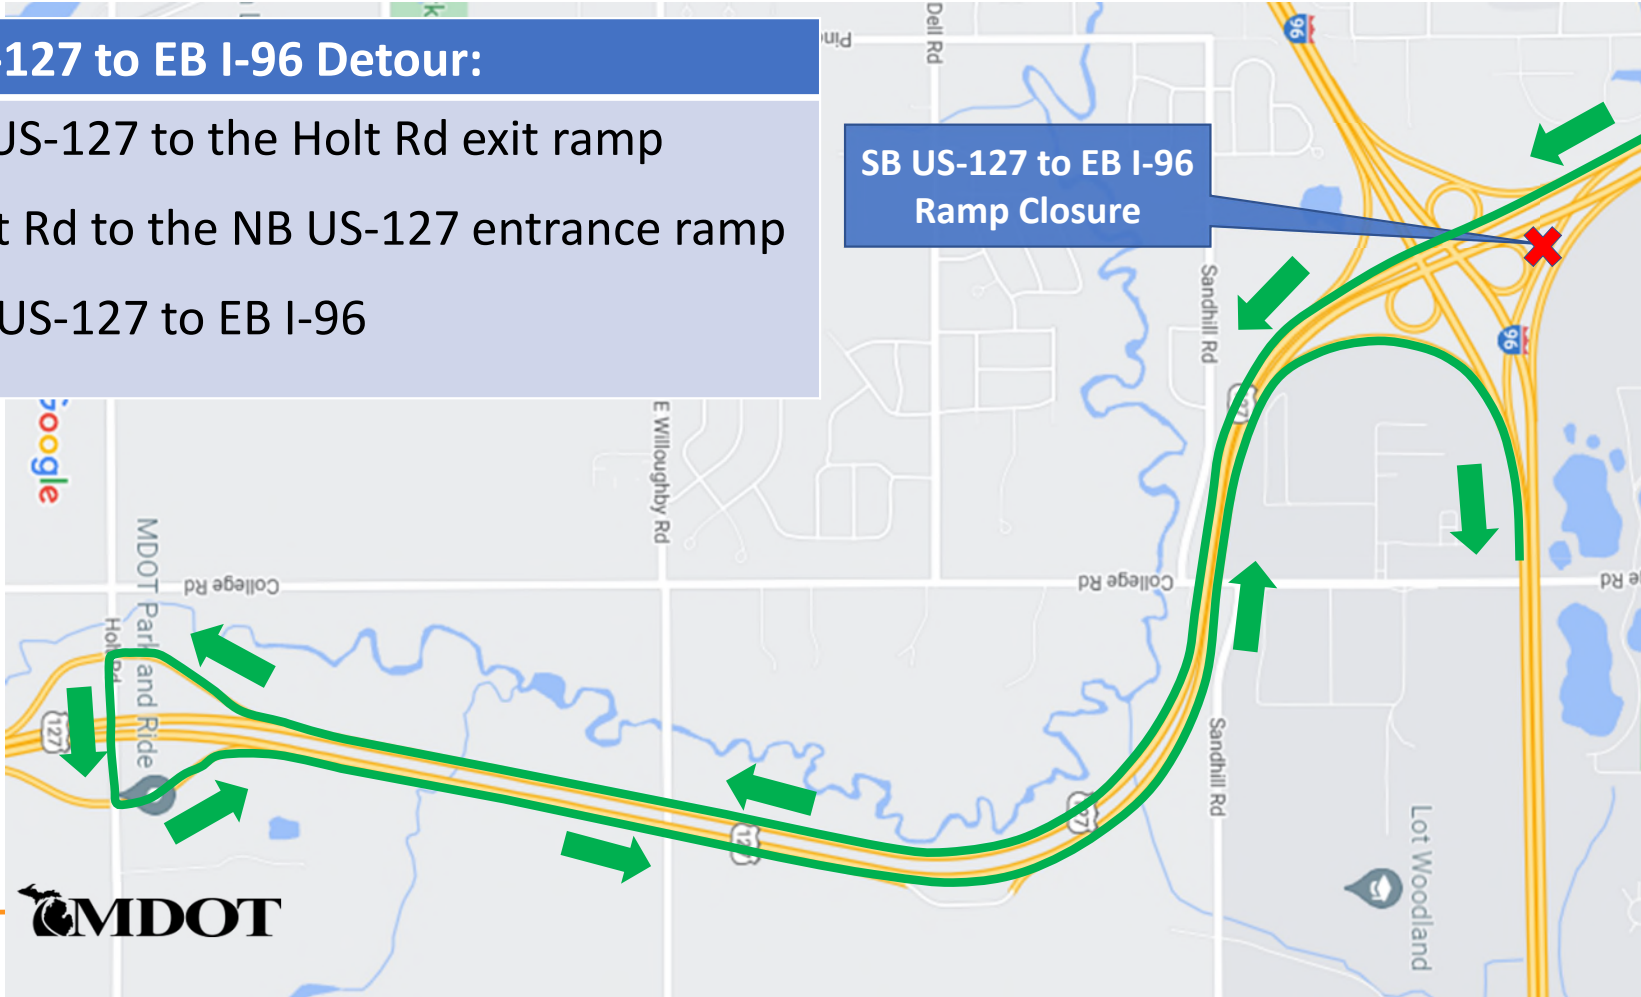 -127 to EB I-96 Detour:
US-127 to the Holt Rd exit ramp
t Rd to the NB US-127 entrance ramp
US-127 to EB I-96
SB US-127 to EB I-96
Ramp Closure
Dell Rd
96
Sandhill Rd
96
127
Google
E Willoughby Rd
MDOT Park and Ride
College Rd
College Rd
Holt Rd
127
127
Sandhill Rd
Lot Woodland
MDOT